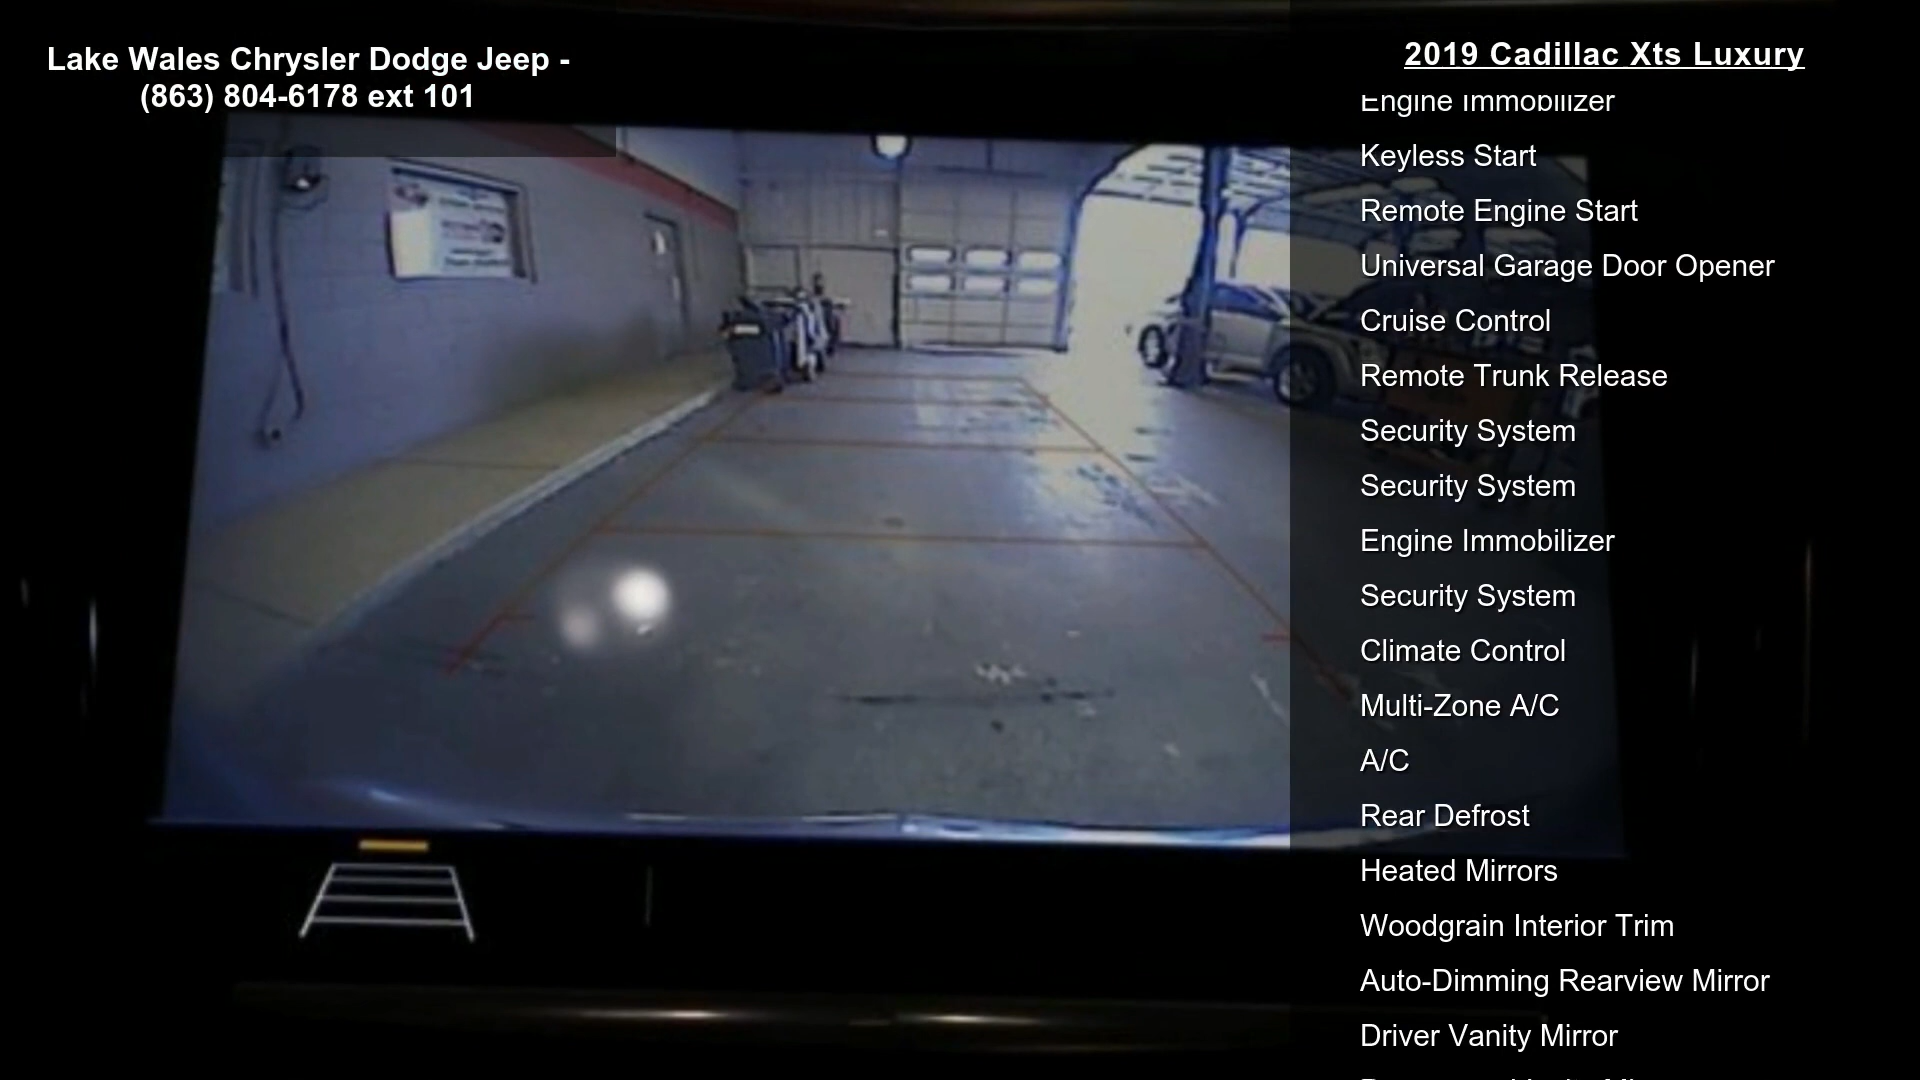 Lake Wales Chrysler Dodge Jeep -
(863) 804-6178 ext 101
2019 Cadillac Xts Luxury
Engine Immobilizer
Keyless Start
Remote Engine Start
Universal Garage Door Opener
Cruise Control
Remote Trunk Release
Security System
Security System
Engine Immobilizer
Security System
Climate Control
Multi-Zone A/C
A/C
Rear Defrost
Heated Mirrors
Woodgrain Interior Trim
Auto-Dimming Rearview Mirror
Driver Vanity Mirror